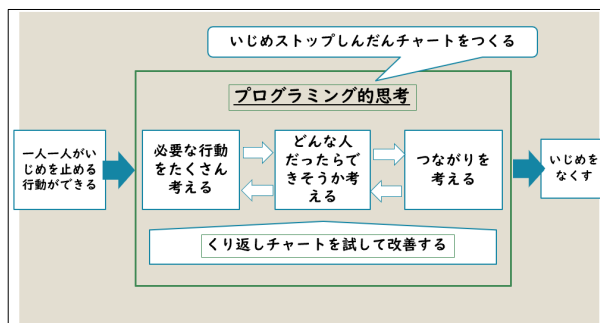 いじめストップしんだんチャートをつくる
プログラミング的思考
一人一人がい
じめを止める
行動ができる
必要な行動
をたくさん
考える
どんな人
だったらで
きそうか考
える
つながりを
考える
いじめを
なくす
くり返しチャートを試して改善する